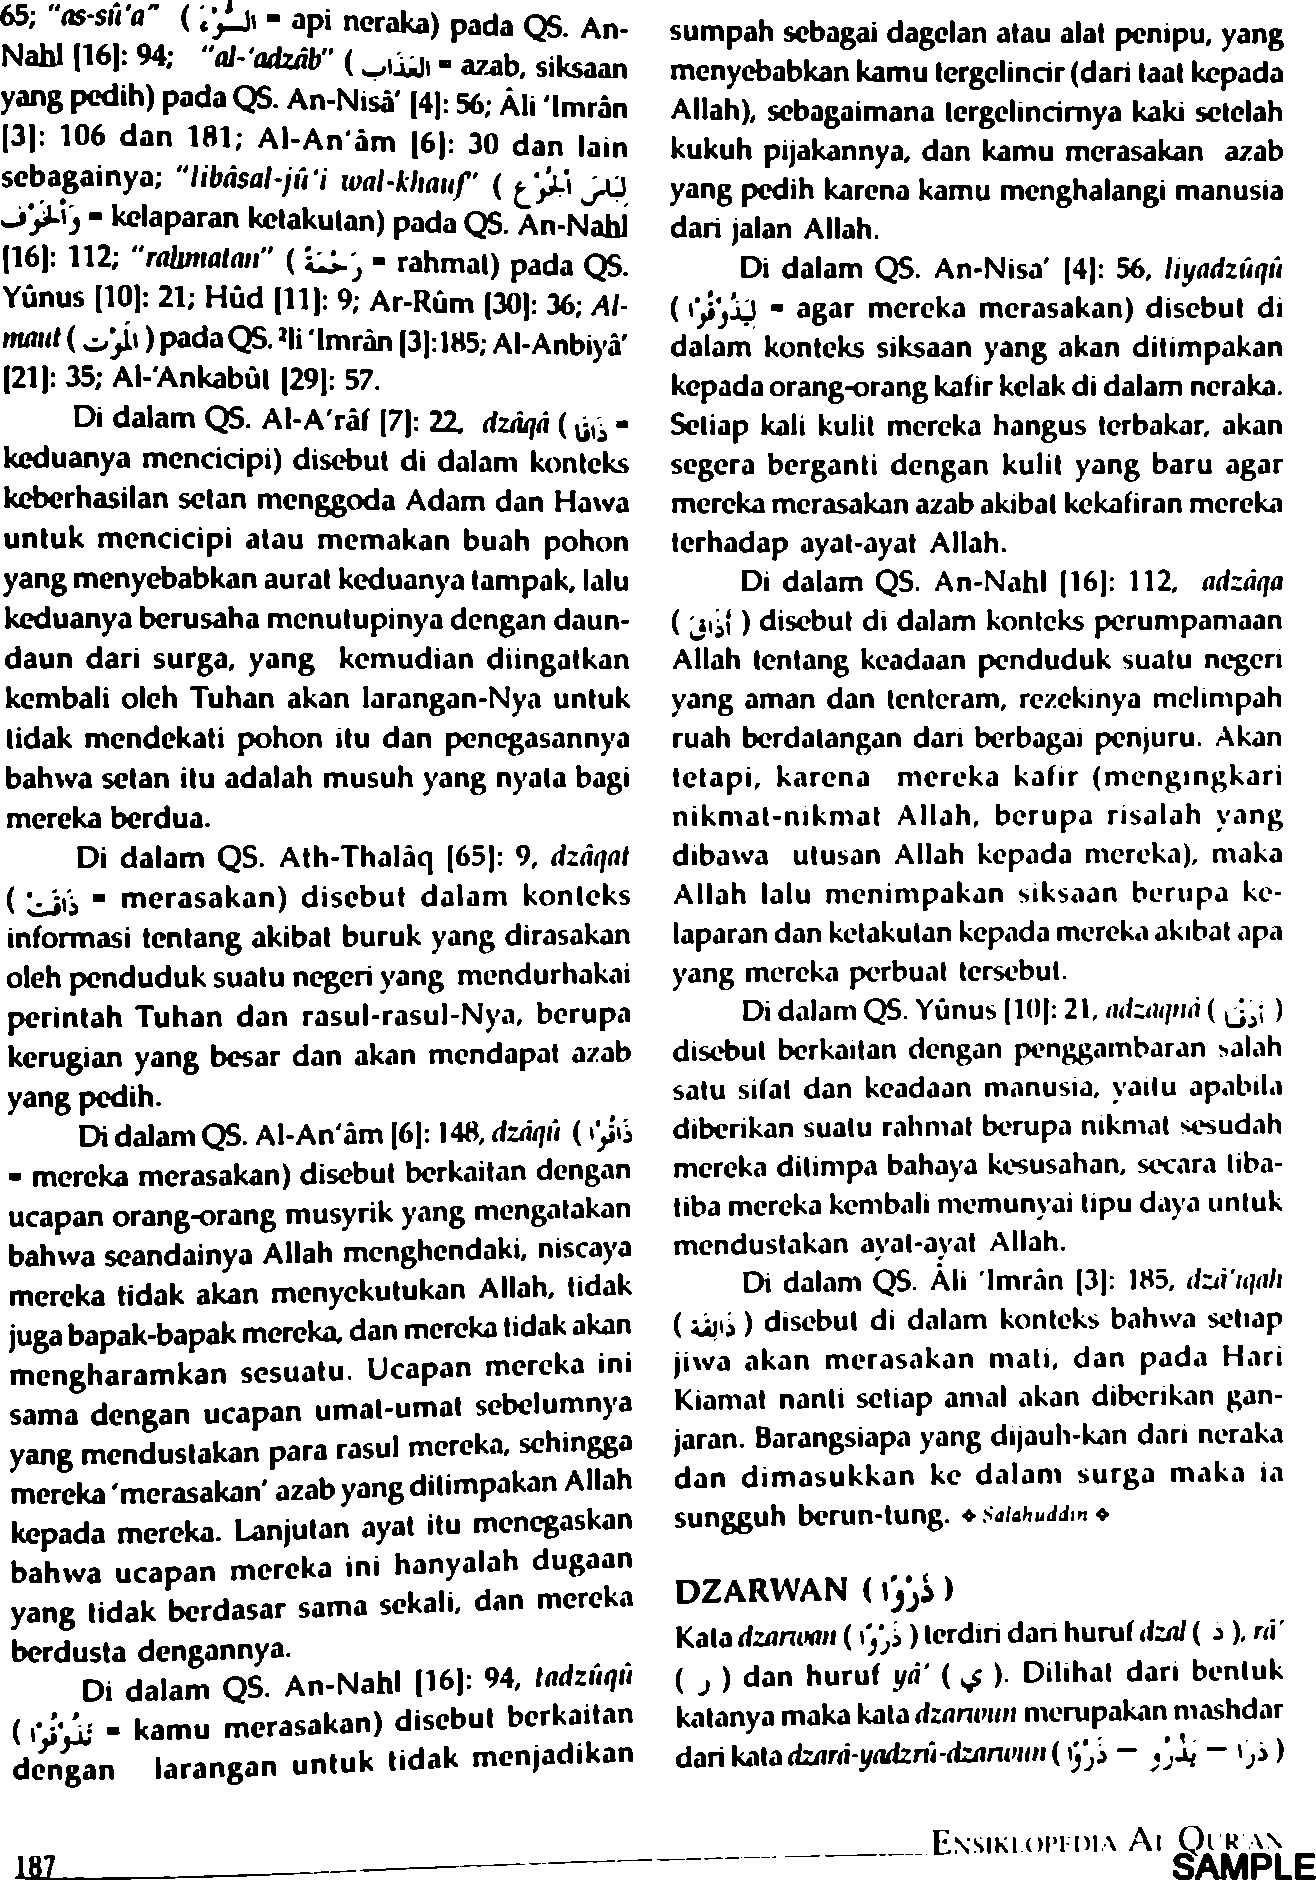 65; "as-sû'a" ( السُّوْءَ = api neraka) pada QS. An-
Nahl [16]: 94; "al-'adzâb" ( الْعَذَاب = azab, siksaan
yang pedih) pada QS. An-Nisâ' [4]: 56; Âli 'Imrân
[3]: 106 dan 181; Al-An'âm [6]: 30 dan lain
sebagainya; "libâsal-jû'i wal-khauf" ( لِبَاسَ الْجُوْعِ
وَالْخَوْفِ = kelaparan ketakutan) pada QS. An-Nahl
[16]: 112; "rahmatan" ( رَحْمَةً = rahmat) pada QS.
Yûnus [10]: 21; Hûd [11]: 9; Ar-Rûm [30]: 36; Al-
maut ( الْمَوْت ) pada QS. ²li 'Imrân [3]:185; Al-Anbiyâ'
[21]: 35; Al-'Ankabût [29]: 57.
Di dalam QS. Al-A'râf [7]: 22, dzâqâ ( ذَاقَا =
keduanya mencicipi) disebut di dalam konteks
keberhasilan setan menggoda Adam dan Hawa
untuk mencicipi atau memakan buah pohon
yang menyebabkan aurat keduanya tampak, lalu
keduanya berusaha menutupinya dengan daun-
daun dari surga, yang kemudian diingatkan
kembali oleh Tuhan akan larangan-Nya untuk
tidak mendekati pohon itu dan penegasannya
bahwa setan itu adalah musuh yang nyata bagi
mereka berdua.
Di dalam QS. Ath-Thalâq [65]: 9, dzâqat
( ذَاقَتْ = merasakan) disebut dalam konteks
informasi tentang akibat buruk yang dirasakan
oleh penduduk suatu negeri yang mendurhakai
perintah Tuhan dan rasul-rasul-Nya, berupa
kerugian yang besar dan akan mendapat azab
yang pedih.
Di dalam QS. Al-An'âm [6]: 148, dzâqû ( ذَاقُوْا
= mereka merasakan) disebut berkaitan dengan
ucapan orang-orang musyrik yang mengatakan
bahwa seandainya Allah menghendaki, niscaya
mereka tidak akan menyekutukan Allah, tidak
juga bapak-bapak mereka, dan mereka tidak akan
mengharamkan sesuatu. Ucapan mereka ini
sama dengan ucapan umat-umat sebelumnya
yang mendustakan para rasul mereka, sehingga
mereka 'merasakan' azab yang ditimpakan Allah
kepada mereka. Lanjutan ayat itu menegaskan
bahwa ucapan mereka ini hanyalah dugaan
yang tidak berdasar sama sekali, dan mereka
berdusta dengannya.
Di dalam QS. An-Nahl [16]: 94, tadzûqû
( تَذُوْقُوْا = kamu merasakan) disebut berkaitan
dengan larangan untuk tidak menjadikan
sumpah sebagai dagelan atau alat penipu, yang
menyebabkan kamu tergelincir (dari taat kepada
Allah), sebagaimana tergelincirnya kaki setelah
kukuh pijakannya, dan kamu merasakan azab
yang pedih karena kamu menghalangi manusia
dari jalan Allah.
Di dalam QS. An-Nisa' [4]: 56, liyadzûqû
( لِيَذُوْقُوْا = agar mereka merasakan) disebut di
dalam konteks siksaan yang akan ditimpakan
kepada orang-orang kafir kelak di dalam neraka.
Setiap kali kulit mereka hangus terbakar, akan
segera berganti dengan kulit yang baru agar
mereka merasakan azab akibat kekafiran mereka
terhadap ayat-ayat Allah.
Di dalam QS. An-Nahl [16]: 112, adzâqa
( أَذَاقَ ) disebut di dalam konteks perumpamaan
Allah tentang keadaan penduduk suatu negeri
yang aman dan tenteram, rezekinya melimpah
ruah berdatangan dari berbagai penjuru. Akan
tetapi, karena mereka kafir (mengingkari
nikmat-nikmat Allah, berupa risalah yang
dibawa utusan Allah kepada mereka), maka
Allah lalu menimpakan siksaan berupa ke-
laparan dan ketakutan kepada mereka akibat apa
yang mereka perbuat tersebut.
Di dalam QS. Yûnus [10]: 21, adzaqnâ ( أَذَقْنَا )
disebut berkaitan dengan penggambaran salah
satu sifat dan keadaan manusia, yaitu apabila
diberikan suatu rahmat berupa nikmat sesudah
mereka ditimpa bahaya kesusahan, secara tiba-
tiba mereka kembali memunyai tipu daya untuk
mendustakan ayat-ayat Allah.
Di dalam QS. Âli 'Imrân [3]: 185, dzâ'iqah
( ذَائِقَة ) disebut di dalam konteks bahwa setiap
jiwa akan merasakan mati, dan pada Hari
Kiamat nanti setiap amal akan diberikan gan-
jaran. Barangsiapa yang dijauh-kan dari neraka
dan dimasukkan ke dalam surga maka ia
sungguh berun-tung. ✦ Salahuddin ✦
DZARWAN ( ذَرْوًا )
Kata dzarwan ( ذَرْوًا ) terdiri dari huruf dzal ( ذ ), râ'
( ر ) dan huruf yâ' ( ي ). Dilihat dari bentuk
katanya maka kata dzarwun merupakan mashdar
dari kata dzarâ-yadzrû-dzarwun ( ذَرَا – يَذْرُو – ذَرْوًا )
187
ENSIKLOPEDIA AL QUR'AN
SAMPLE